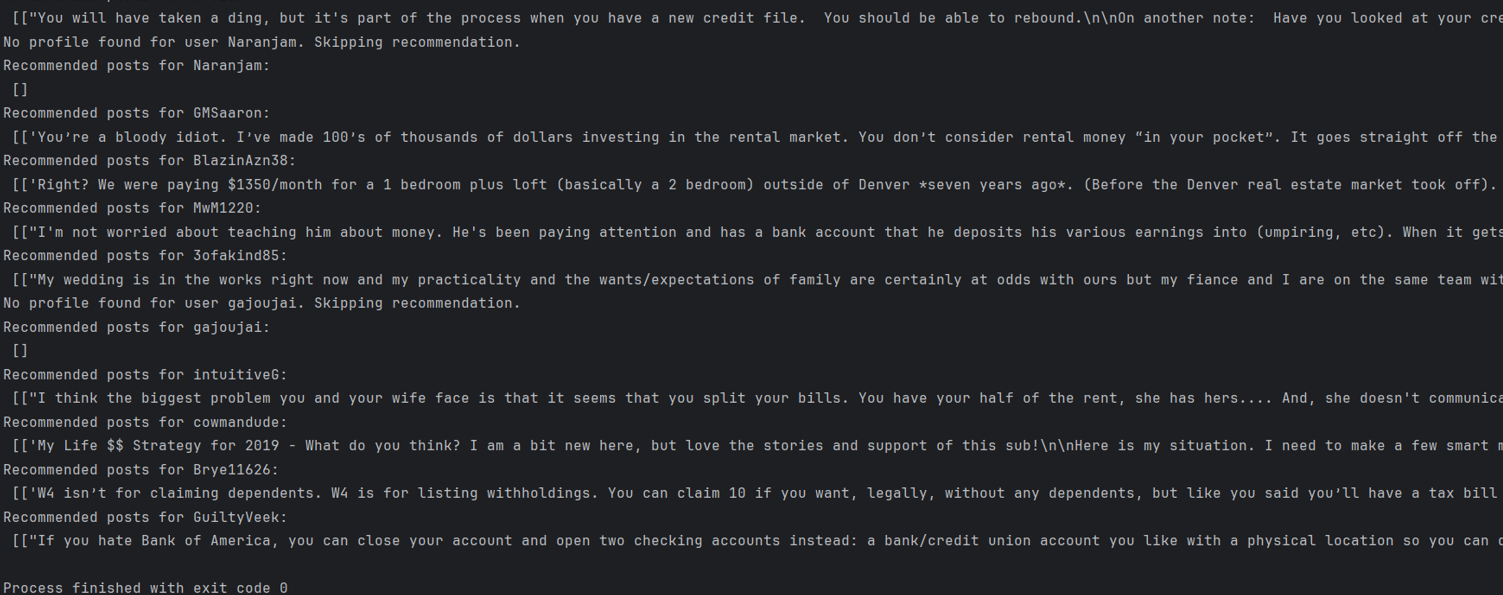 [["You will have taken a ding, but it's part of the process when you have a new credit file.  You should be able to rebound.\n\nOn another note:  Have you looked at your cre
No profile found for user Naranjam. Skipping recommendation.
Recommended posts for Naranjam:
[]
Recommended posts for GMSaaron:
[['You’re a bloody idiot. I’ve made 100’s of thousands of dollars investing in the rental market. You don’t consider rental money “in your pocket”. It goes straight off the
Recommended posts for BlazinAzn38:
[['Right? We were paying $1350/month for a 1 bedroom plus loft (basically a 2 bedroom) outside of Denver *seven years ago*. (Before the Denver real estate market took off).
Recommended posts for MwM1220:
[["I'm not worried about teaching him about money. He's been paying attention and has a bank account that he deposits his various earnings into (umpiring, etc). When it gets
Recommended posts for 3ofakind85:
[["My wedding is in the works right now and my practicality and the wants/expectations of family are certainly at odds with ours but my fiance and I are on the same team wit
No profile found for user gajoujai. Skipping recommendation.
Recommended posts for gajoujai:
[]
Recommended posts for intuitiveG:
[["I think the biggest problem you and your wife face is that it seems that you split your bills. You have your half of the rent, she has hers.... And, she doesn't communica
Recommended posts for cowmandude:
[['My Life $$ Strategy for 2019 - What do you think? I am a bit new here, but love the stories and support of this sub!\n\nHere is my situation. I need to make a few smart m
Recommended posts for Brye11626:
[['W4 isn’t for claiming dependents. W4 is for listing withholdings. You can claim 10 if you want, legally, without any dependents, but like you said you’ll have a tax bill
Recommended posts for GuiltyVeek:
[["If you hate Bank of America, you can close your account and open two checking accounts instead: a bank/credit union account you like with a physical location so you can
Process finished with exit code 0